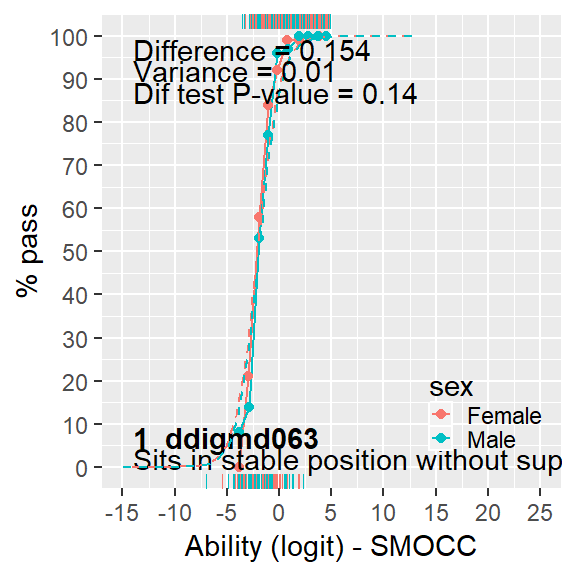 Difference = 0.154
Variance = 0.01
Dif test P-value = 0.14
% pass
100
90
80
70
60
50
40
30
20
10
0
sex
Female
Male
1 ddigmd063
Sits in stable position without sup
-15 -10 -5 0 5 10 15 20 25
Ability (logit) - SMOCC